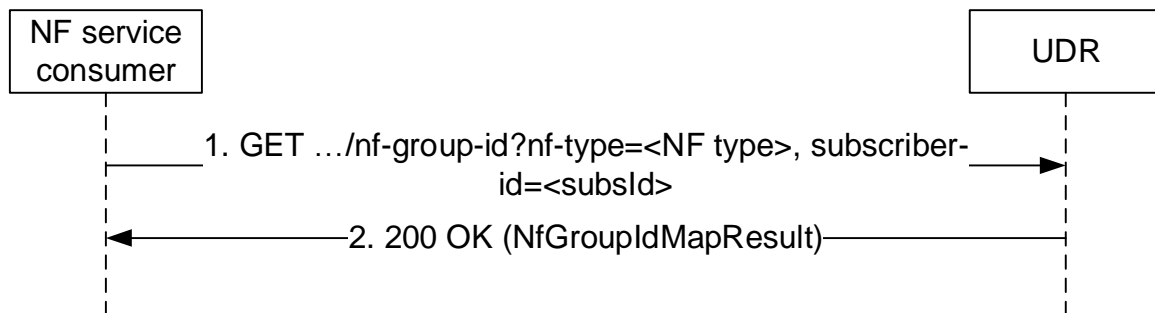 NF service
consumer
UDR
1. GET …/nf-group-id?nf-type=<NF type>, subscriber-
id=<subsId>
2. 200 OK (NfGroupIdMapResult)